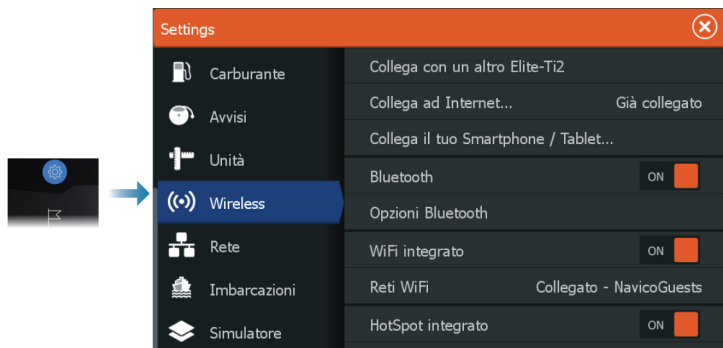 Settings
Carburante
Avvisi
Unità
Wireless
Rete
Imbarcazioni
Simulatore
Collega con un altro Elite-Ti2
Collega ad Internet... Già collegato
Collega il tuo Smartphone / Tablet...
Bluetooth ON
Opzioni Bluetooth
WiFi integrato ON
Reti WiFi Collegato - NavicoGuests
HotSpot integrato ON